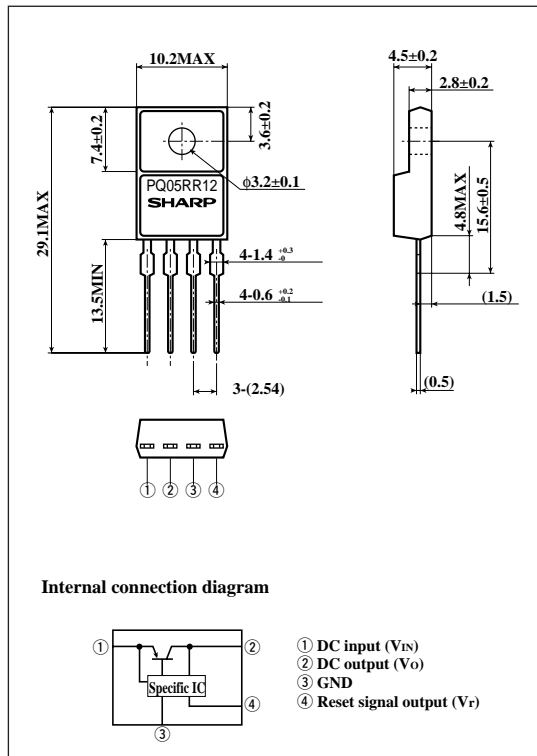 10.2MAX
4.5±0.2
2.8±0.2
7.4±0.2
3.6±0.2
29.1MAX
PQ05RR12
SHARP
ϕ3.2±0.1
4.8MAX
15.6±0.5
13.5MIN
4-1.4 +0.3 -0
4-0.6 +0.2 -0.1
(1.5)
3-(2.54)
(0.5)
① ② ③ ④
Internal connection diagram
① ②
Specific IC
④
③
① DC input (VIN)
② DC output (Vo)
③ GND
④ Reset signal output (Vr)